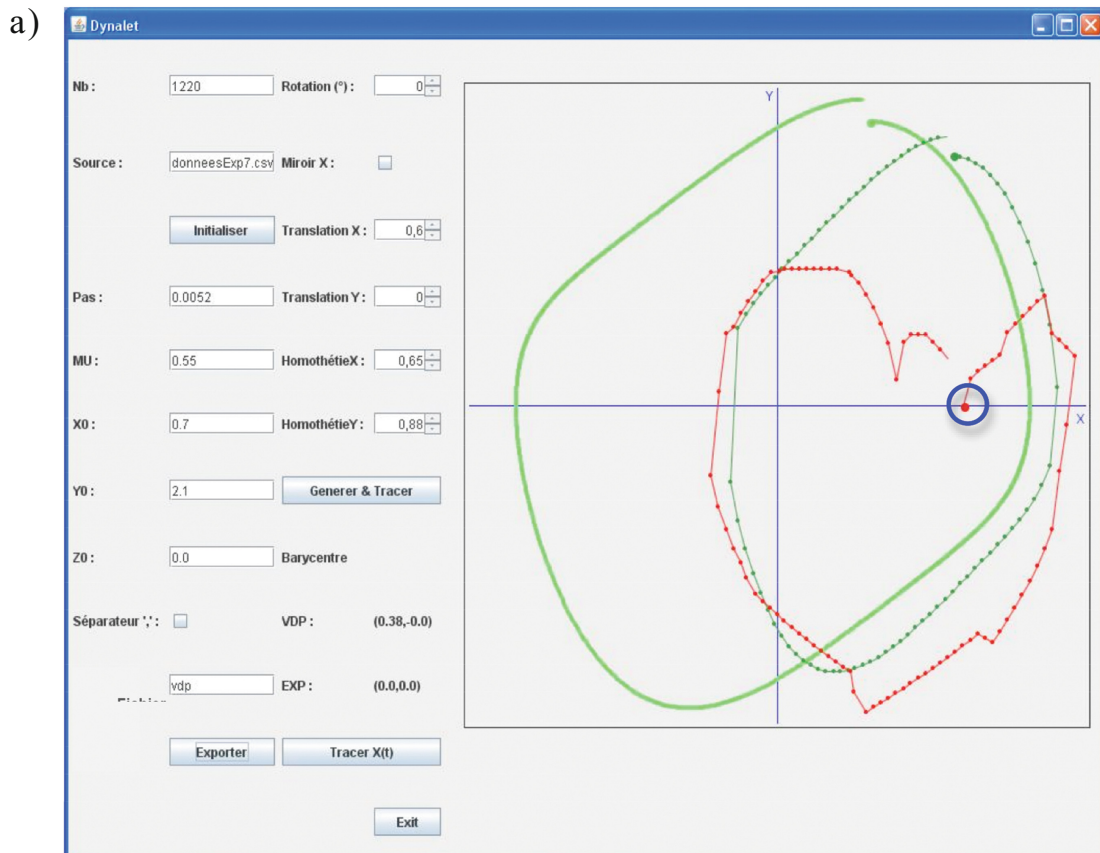 a)
Dynalet
Nb : 1220 Rotation (°) : 0
Source : donneesExp7.csv Miroir X :
Initialiser Translation X : 0,6
Pas : 0.0052 Translation Y : 0
MU : 0.55 HomothétieX : 0,65
X0 : 0.7 HomothétieY : 0,88
Y0 : 2.1 Generer & Tracer
Z0 : 0.0 Barycentre
Séparateur ',' : VDP : (0.38,-0.0)
vdp EXP : (0.0,0.0)
Exporter Tracer X(t)
Exit
Y
X